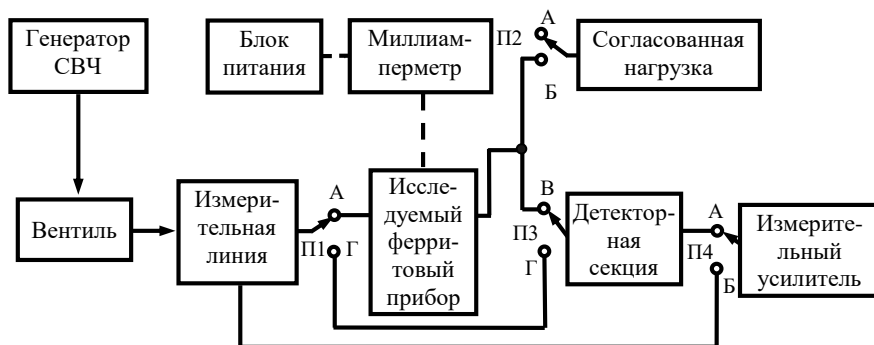 Генератор
СВЧ
Блок
питания
Миллиам-
перметр
П2
А
Б
Согласованная
нагрузка
Вентиль
Измери-
тельная
линия
А
П1
Г
Иссле-
дуемый
ферри-
товый
прибор
В
П3
Г
Детектор-
ная
секция
А
П4
Б
Измерите-
льный
усилитель